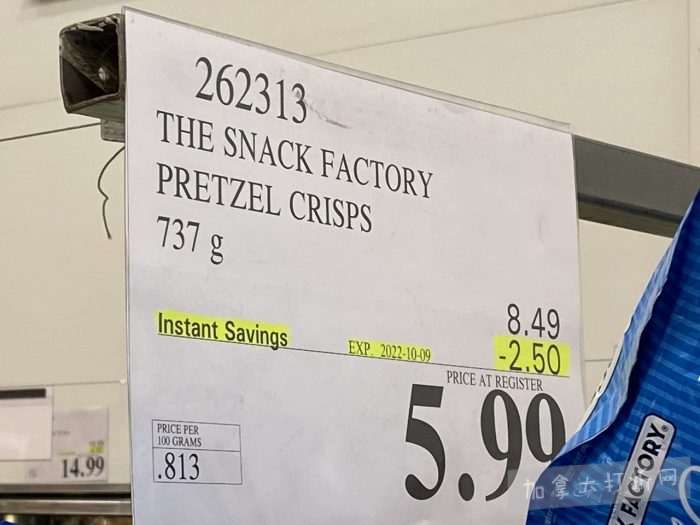 262313
THE SNACK FACTORY
PRETZEL CRISPS
737 g
8.49
Instant Savings
EXP. 2022-10-09
-2.50
PRICE AT REGISTER
5.99
PRICE PER
100 GRAMS
.813
14.99
FACTORY®
加拿大打折网